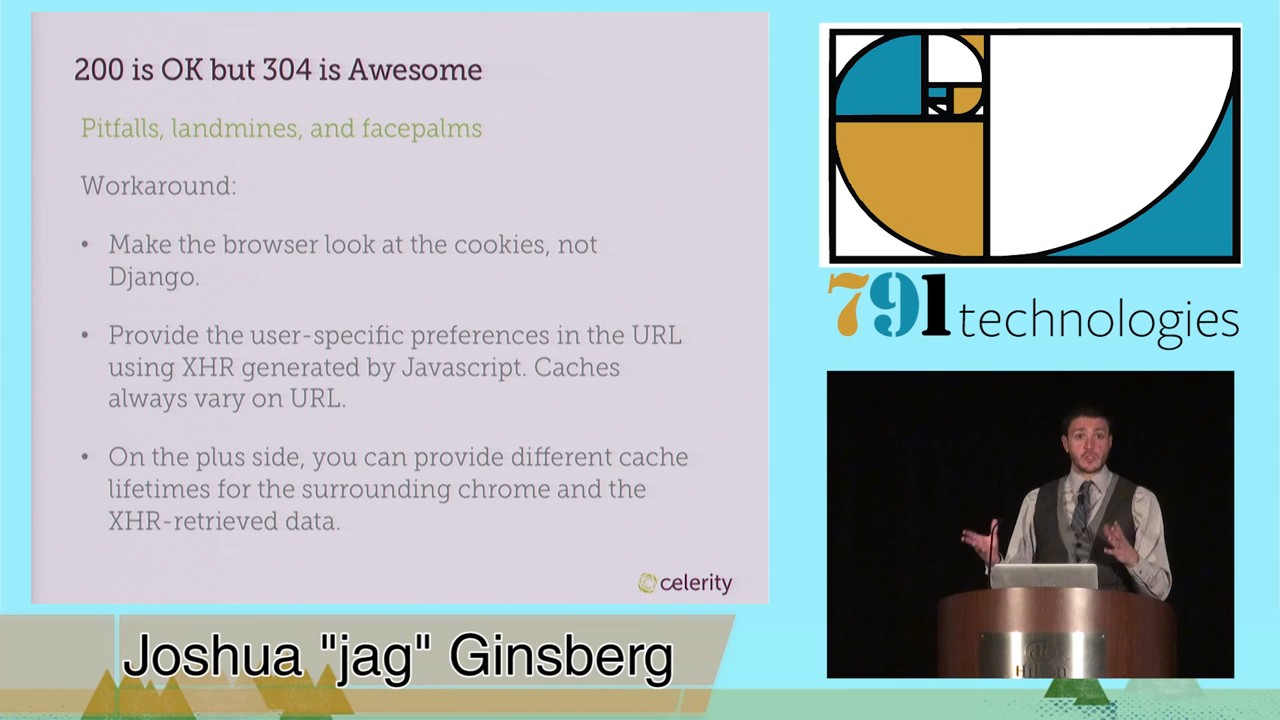 200 is OK but 304 is Awesome
Pitfalls, landmines, and facepalms
Workaround:
• Make the browser look at the cookies, not
Django.
• Provide the user-specific preferences in the URL
using XHR generated by Javascript. Caches
always vary on URL.
• On the plus side, you can provide different cache
lifetimes for the surrounding chrome and the
XHR-retrieved data.
celerity
791 technologies
Hilton
Joshua "jag" Ginsberg